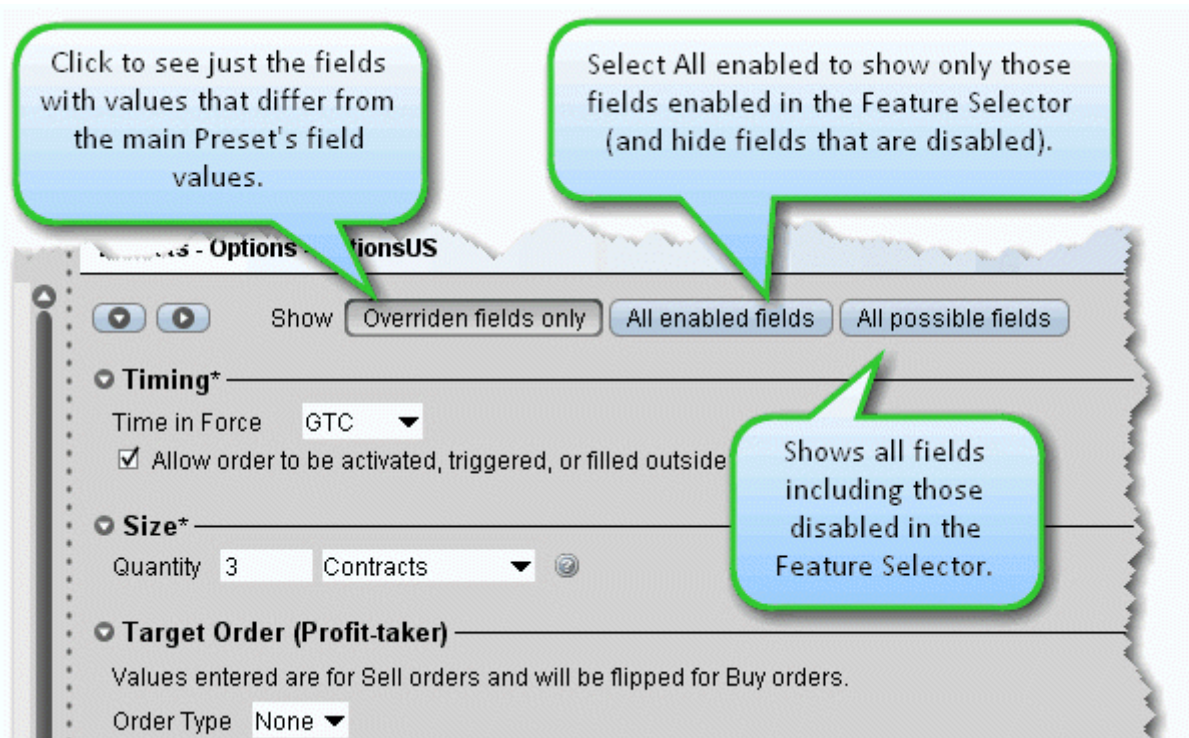 Click to see just the fields
with values that differ from
the main Preset's field
values.
Select All enabled to show only those
fields enabled in the Feature Selector
(and hide fields that are disabled).
- Options -
Show Overriden fields only All enabled fields All possible fields
Timing*
Time in Force GTC
Allow order to be activated, triggered, or filled outside
Shows all fields
including those
disabled in the
Feature Selector.
Size*
Quantity 3 Contracts
Target Order (Profit-taker)
Values entered are for Sell orders and will be flipped for Buy orders.
Order Type None